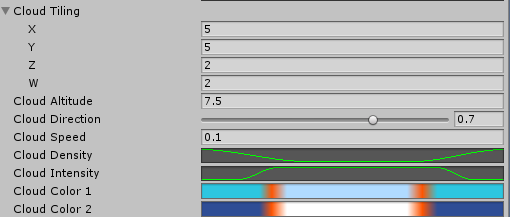 Cloud Tiling
X 5
Y 5
Z 2
W 2
Cloud Altitude 7.5
Cloud Direction 0.7
Cloud Speed 0.1
Cloud Density
Cloud Intensity
Cloud Color 1
Cloud Color 2